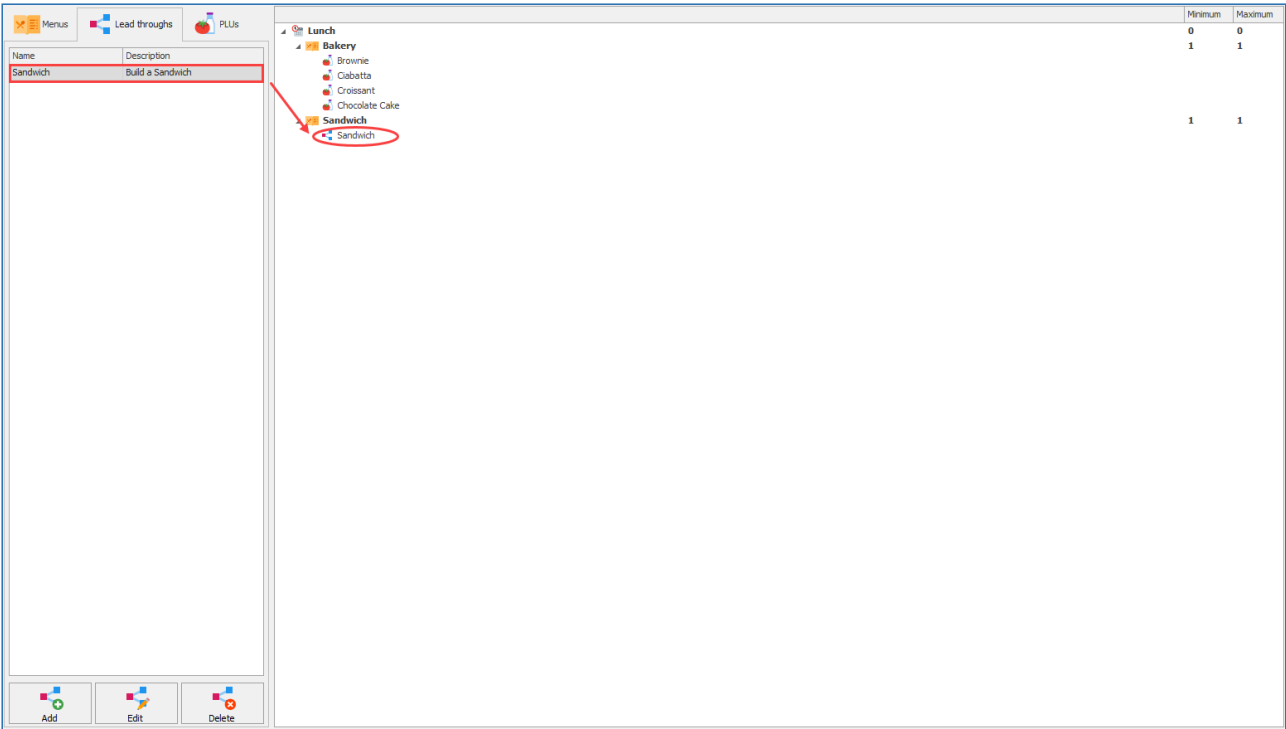 Menus Lead throughs PLUs
Name Description
Sandwich Build a Sandwich
Add Edit Delete
Minimum Maximum
Lunch 0 0
Bakery 1 1
Brownie
Ciabatta
Croissant
Chocolate Cake
Sandwich 1 1
Sandwich